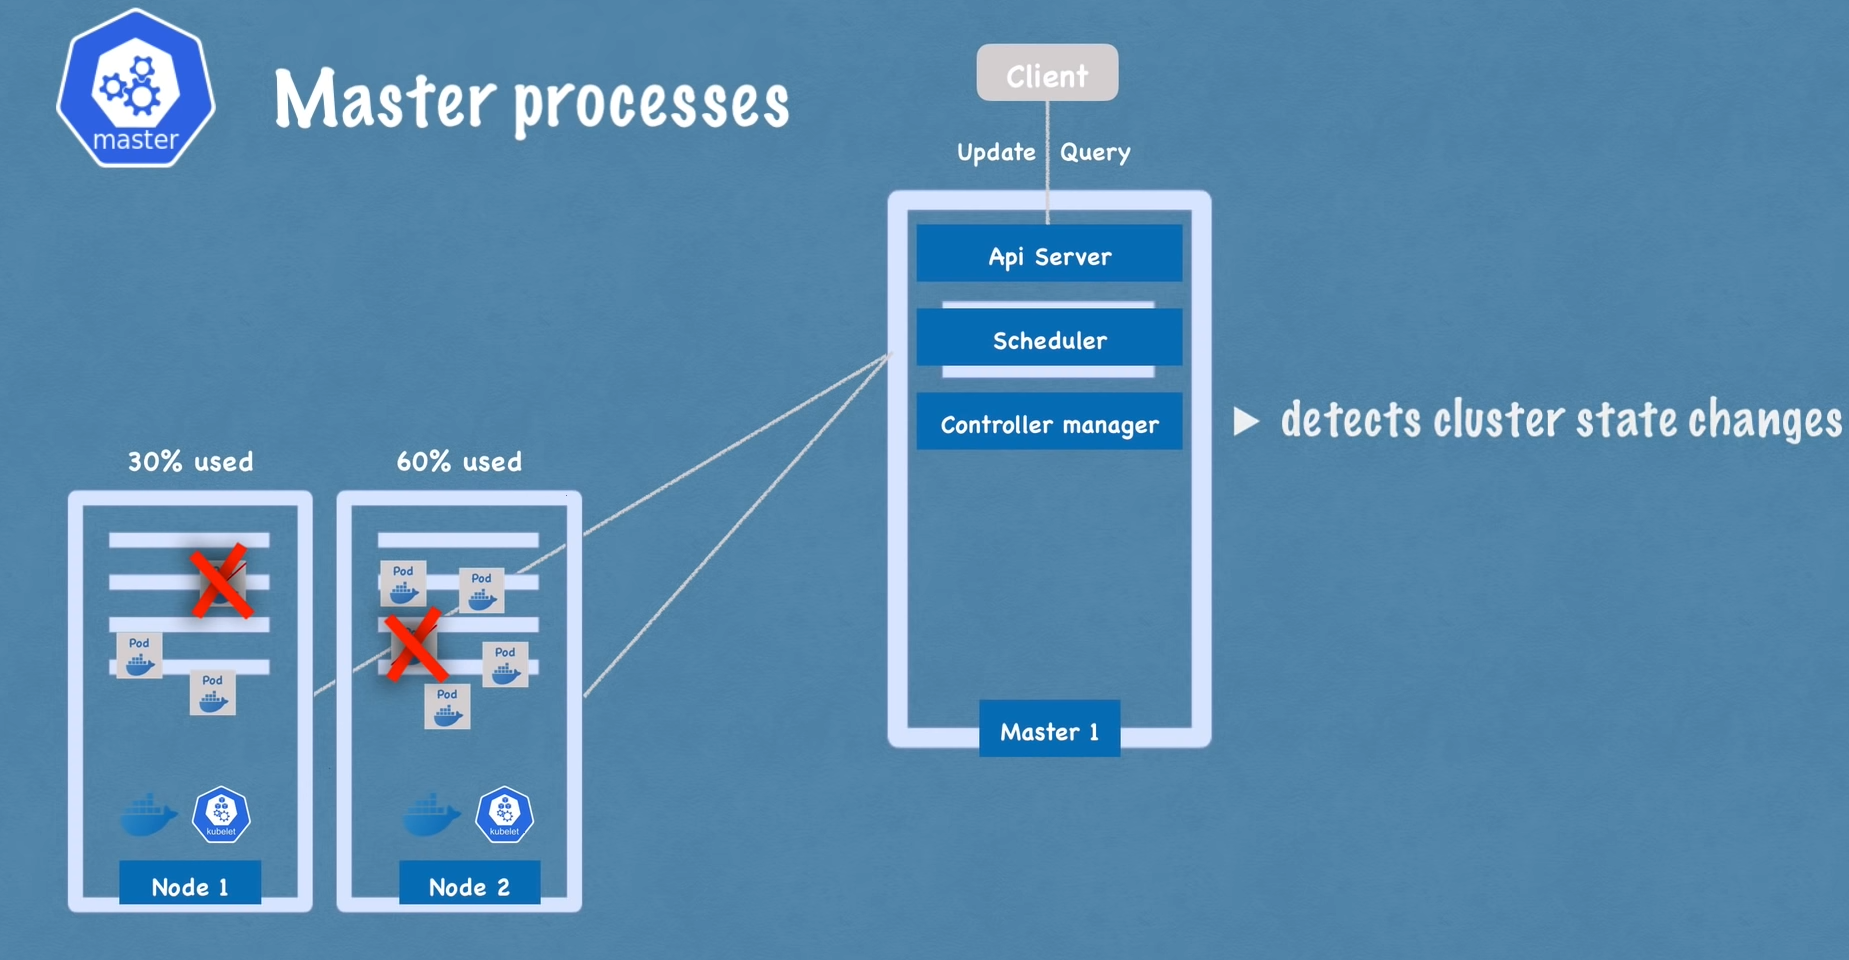 master
Master processes
Client
Update
Query
Api Server
Scheduler
Controller manager
detects cluster state changes
Master 1
30% used
60% used
Pod
Pod
Pod
Pod
Pod
Pod
kubelet
kubelet
Node 1
Node 2